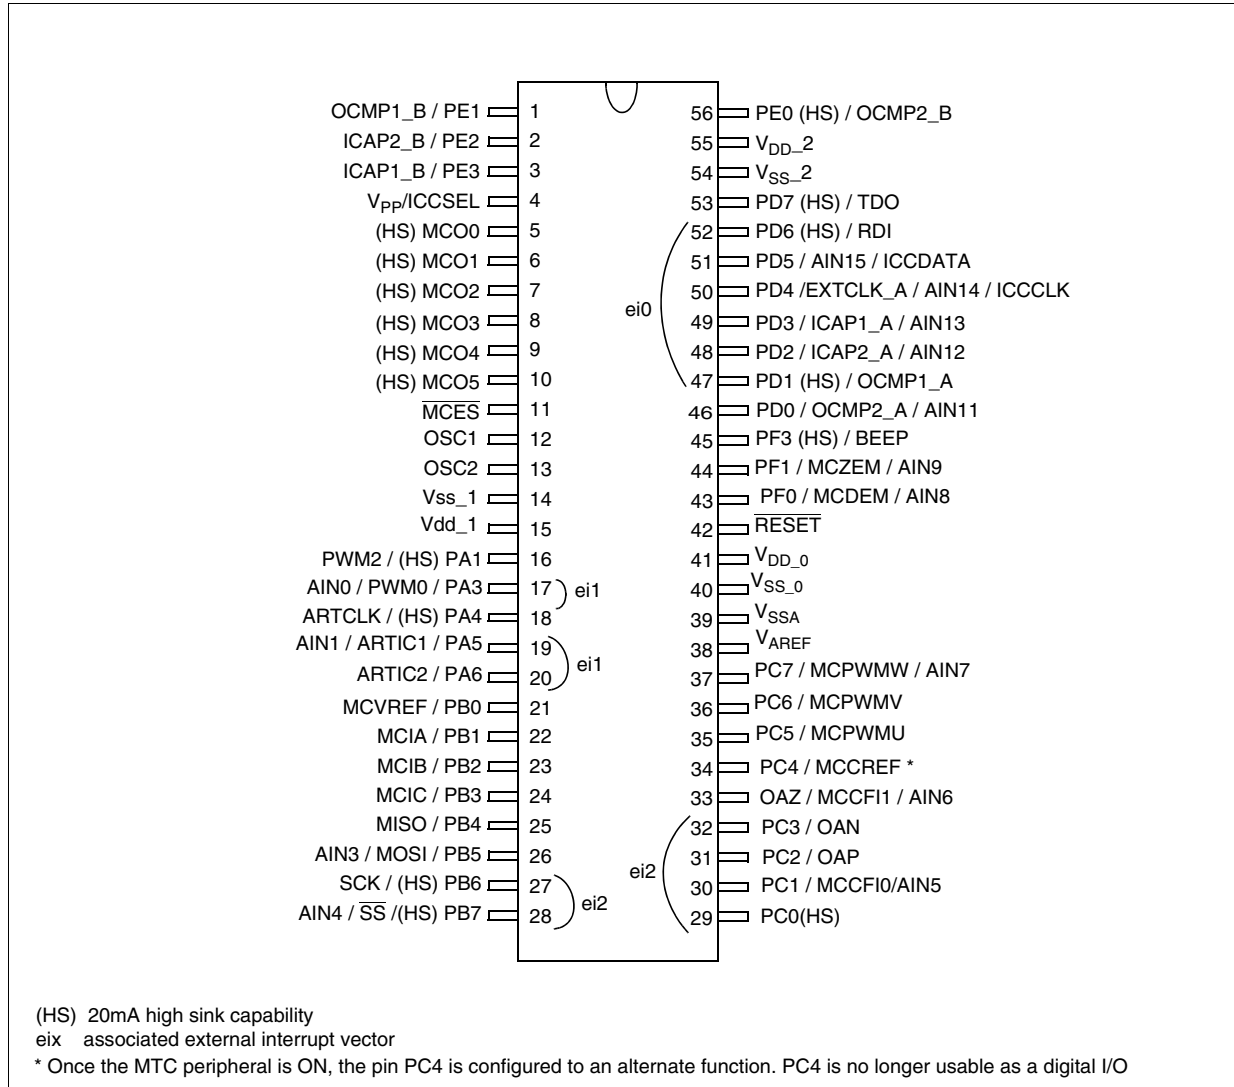 OCMP1_B / PE1 1
ICAP2_B / PE2 2
ICAP1_B / PE3 3
VPP/ICCSEL 4
(HS) MCO0 5
(HS) MCO1 6
(HS) MCO2 7
(HS) MCO3 8
(HS) MCO4 9
(HS) MCO5 10
MCES 11
OSC1 12
OSC2 13
Vss_1 14
Vdd_1 15
PWM2 / (HS) PA1 16
AIN0 / PWM0 / PA3 17
ei1
ARTCLK / (HS) PA4 18
AIN1 / ARTIC1 / PA5 19
ei1
ARTIC2 / PA6 20
MCVREF / PB0 21
MCIA / PB1 22
MCIB / PB2 23
MCIC / PB3 24
MISO / PB4 25
AIN3 / MOSI / PB5 26
SCK / (HS) PB6 27
ei2
AIN4 / SS /(HS) PB7 28
56 PE0 (HS) / OCMP2_B
55 VDD_2
54 VSS_2
53 PD7 (HS) / TDO
52 PD6 (HS) / RDI
51 PD5 / AIN15 / ICCDATA
50 PD4 /EXTCLK_A / AIN14 / ICCCLK
ei0
49 PD3 / ICAP1_A / AIN13
48 PD2 / ICAP2_A / AIN12
47 PD1 (HS) / OCMP1_A
46 PD0 / OCMP2_A / AIN11
45 PF3 (HS) / BEEP
44 PF1 / MCZEM / AIN9
43 PF0 / MCDEM / AIN8
42 RESET
41 VDD_0
40 VSS_0
39 VSSA
38 VAREF
37 PC7 / MCPWMW / AIN7
36 PC6 / MCPWMV
35 PC5 / MCPWMU
34 PC4 / MCCREF *
33 OAZ / MCCFI1 / AIN6
32 PC3 / OAN
31 PC2 / OAP
ei2
30 PC1 / MCCFI0/AIN5
29 PC0(HS)
(HS) 20mA high sink capability
eix associated external interrupt vector
* Once the MTC peripheral is ON, the pin PC4 is configured to an alternate function. PC4 is no longer usable as a digital I/O